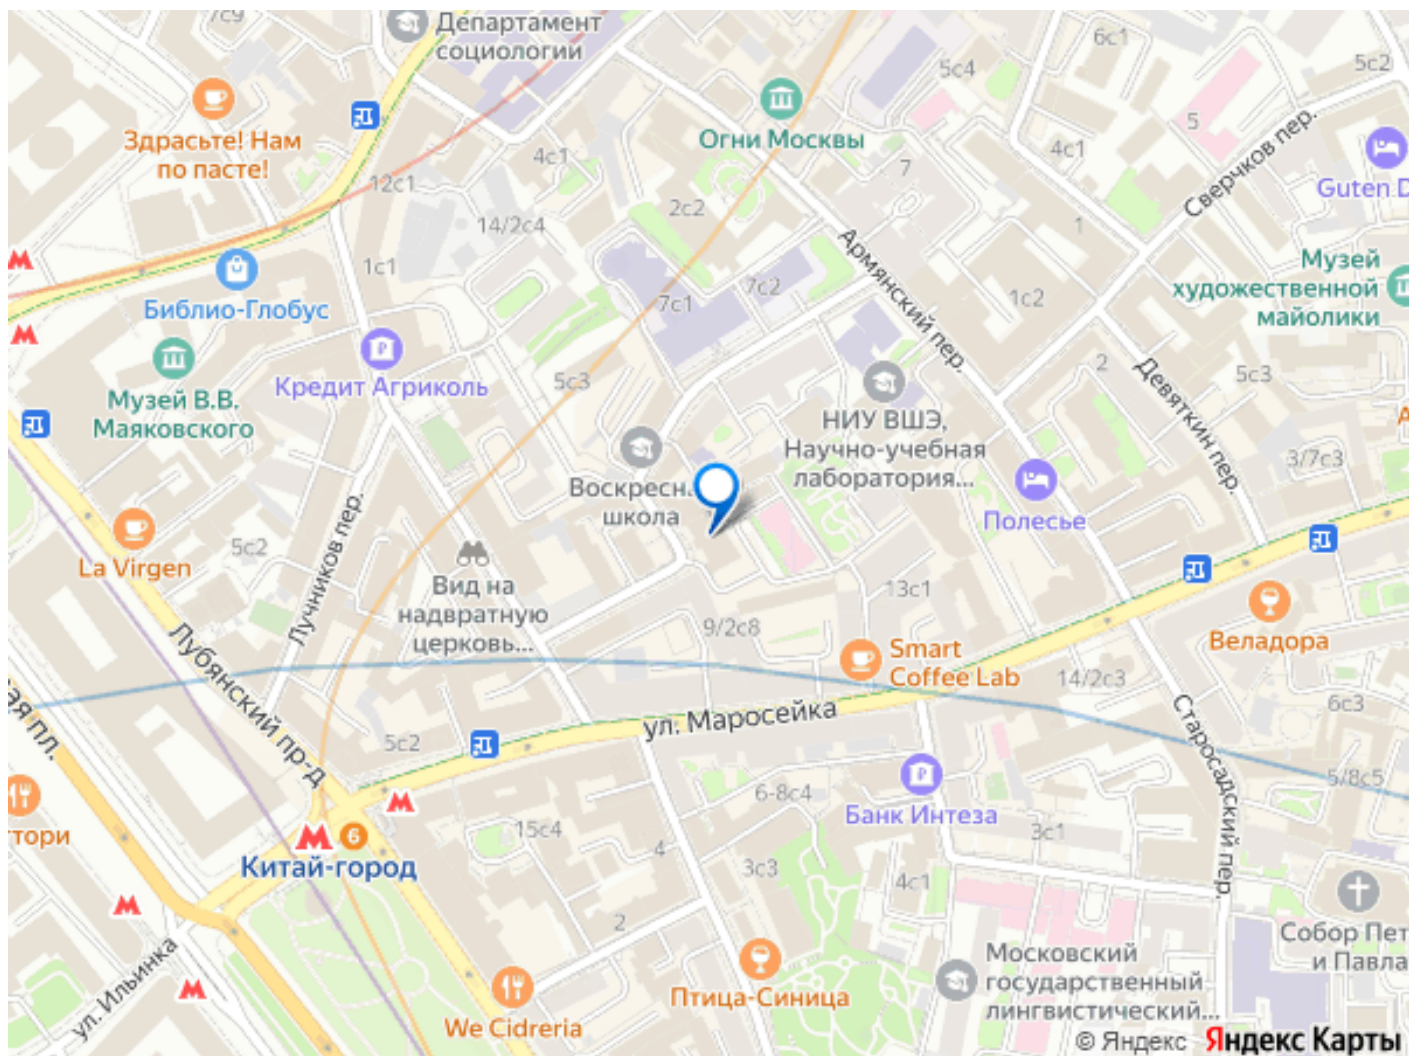 7с9
Департамент
социологии
6с1
5с2
5с4
Здрасьте! Нам
по пасте!
Огни Москвы
5
4с1
7
4с1
Сверчков пер.
Guten D
12с1
2с2
14/2с4
1
Армянский пер.
1с1
Музей
художественной
майолики
Библио-Глобус
7с1
7с2
1с2
Кредит Агриколь
5с3
2
Девяткин пер.
5с3
Музей В.В.
Маяковского
НИУ ВШЭ,
Научно-учебная
лаборатория...
А
3/7с3
Воскресна
школа
Полесье
La Virgen
5с2
Лучников пер.
Вид на
надвратную
церковь...
13с1
9/2с8
Smart
Coffee Lab
Веладора
Лубянский пр-д
14/2с3
ая пл.
ул. Маросейка
6с3
Старосадский пер.
5с2
5/8с5
6-8с4
Банк Интеза
тори
15с4
4
3с1
6
Китай-город
3с3
4с1
2
ул. Ильинка
Собор Пет
и Павла
Московский
государственный
лингвистический...
Птица-Синица
We Cidreria
© Яндекс Яндекс Карты